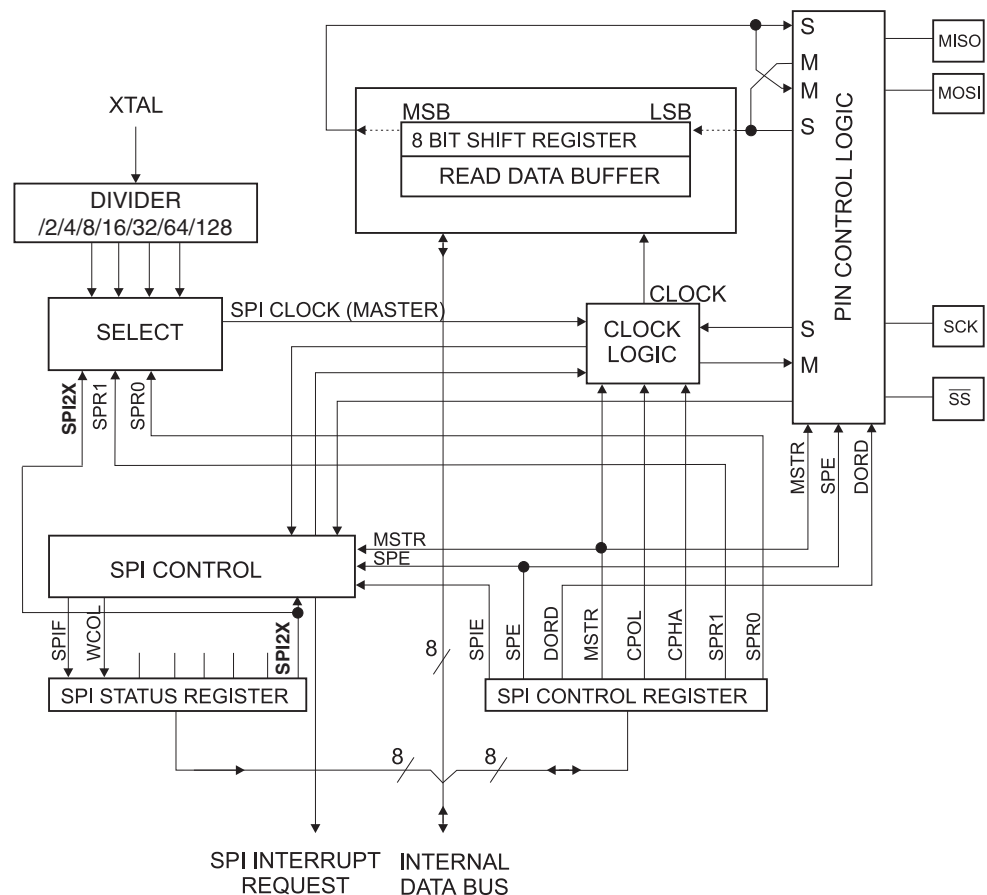 S
MISO
M
M
MOSI
XTAL
MSB
LSB
S
8 BIT SHIFT REGISTER
READ DATA BUFFER
DIVIDER
/2/4/8/16/32/64/128
PIN CONTROL LOGIC
SPI CLOCK (MASTER)
CLOCK
SELECT
CLOCK
LOGIC
S
SCK
M
SPI2X
SPR1
SPR0
SS
MSTR
SPE
DORD
MSTR
SPE
SPI CONTROL
SPIF
WCOL
SPI2X
8
SPIE
SPE
DORD
MSTR
CPOL
CPHA
SPR1
SPR0
SPI STATUS REGISTER
SPI CONTROL REGISTER
8
8
SPI INTERRUPT
REQUEST
INTERNAL
DATA BUS